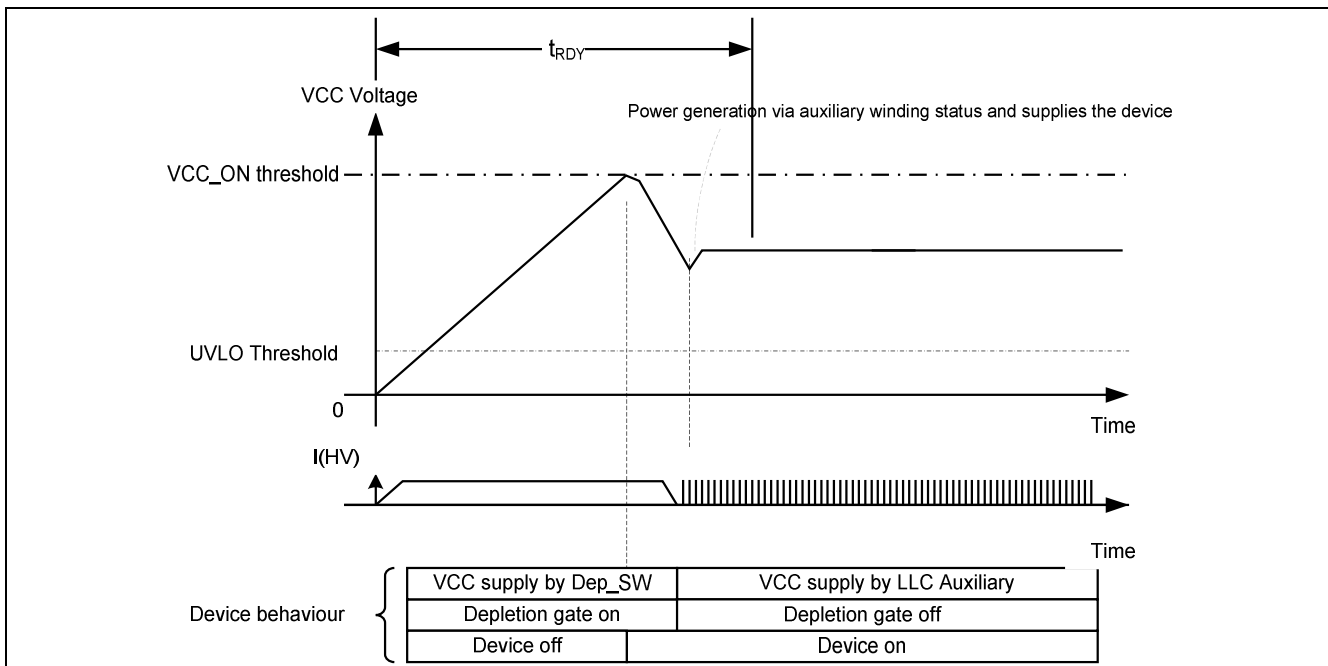 tRDY
VCC Voltage
Power generation via auxiliary winding status and supplies the device
VCC_ON threshold
UVLO Threshold
0
Time
I(HV)
Time
Device behaviour
VCC supply by Dep_SW
VCC supply by LLC Auxiliary
Depletion gate on
Depletion gate off
Device off
Device on